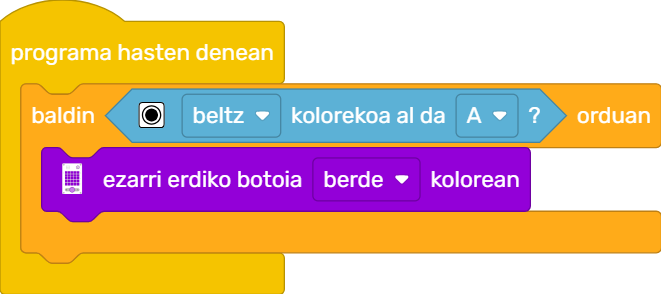 programa hasten denean
baldin beltz kolorekoa al da A ? orduan
ezarri erdiko botoia berde kolorean